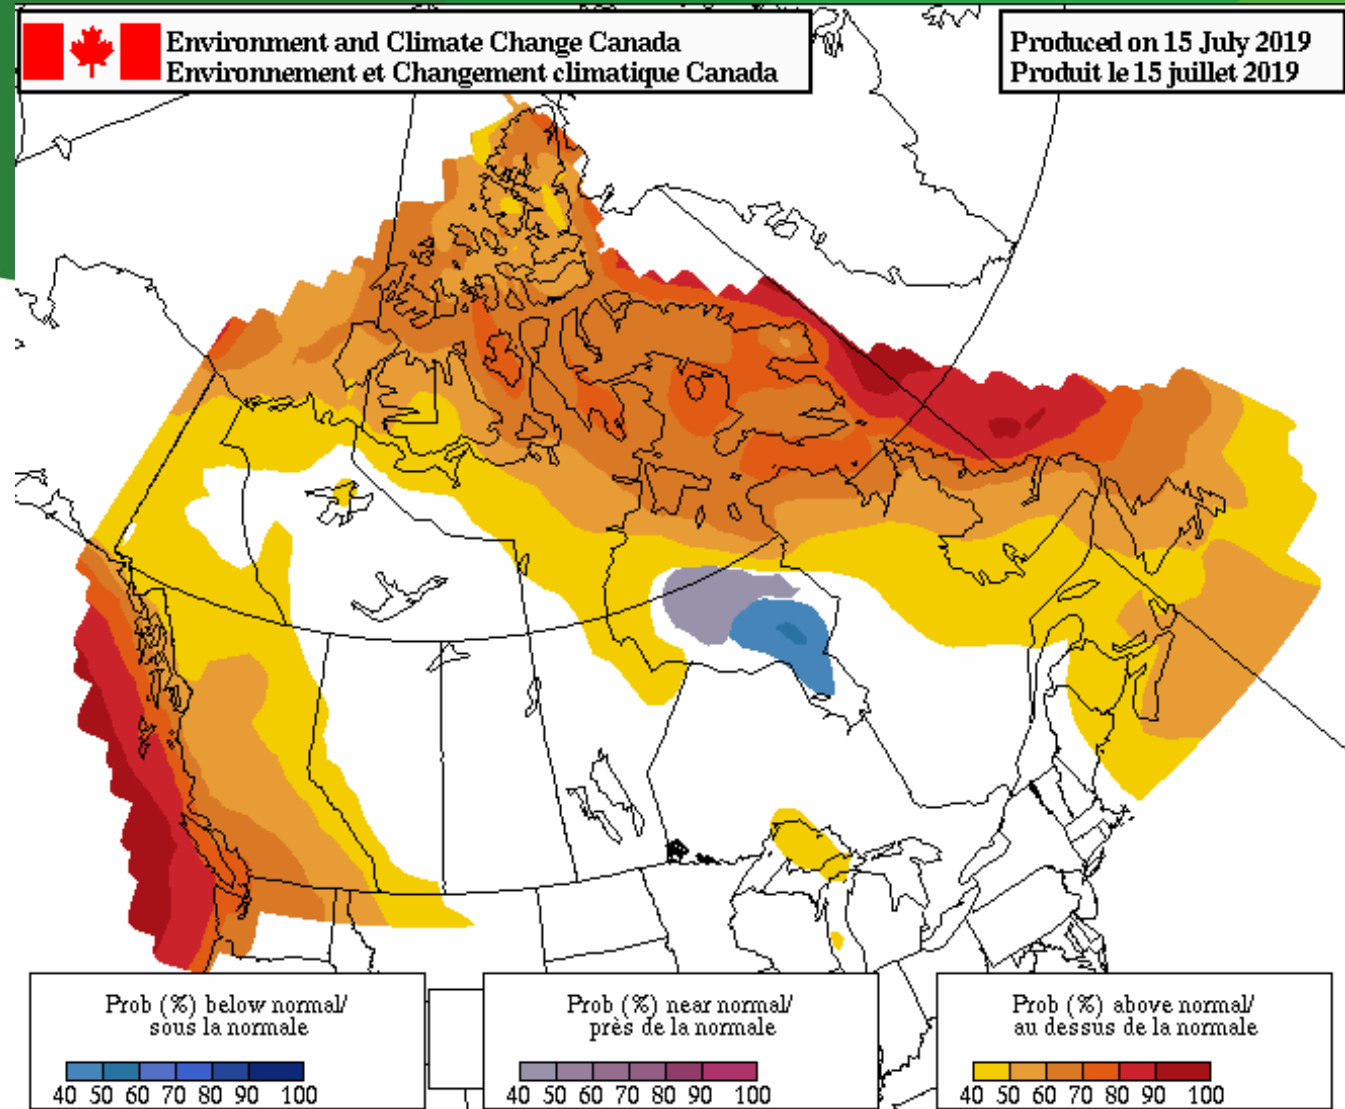 Environment and Climate Change Canada
Environnement et Changement climatique Canada
Produced on 15 July 2019
Produit le 15 juillet 2019
Prob (%) below normal/
sous la normale
40 50 60 70 80 90 100
Prob (%) near normal/
près de la normale
40 50 60 70 80 90 100
Prob (%) above normal/
au dessus de la normale
40 50 60 70 80 90 100